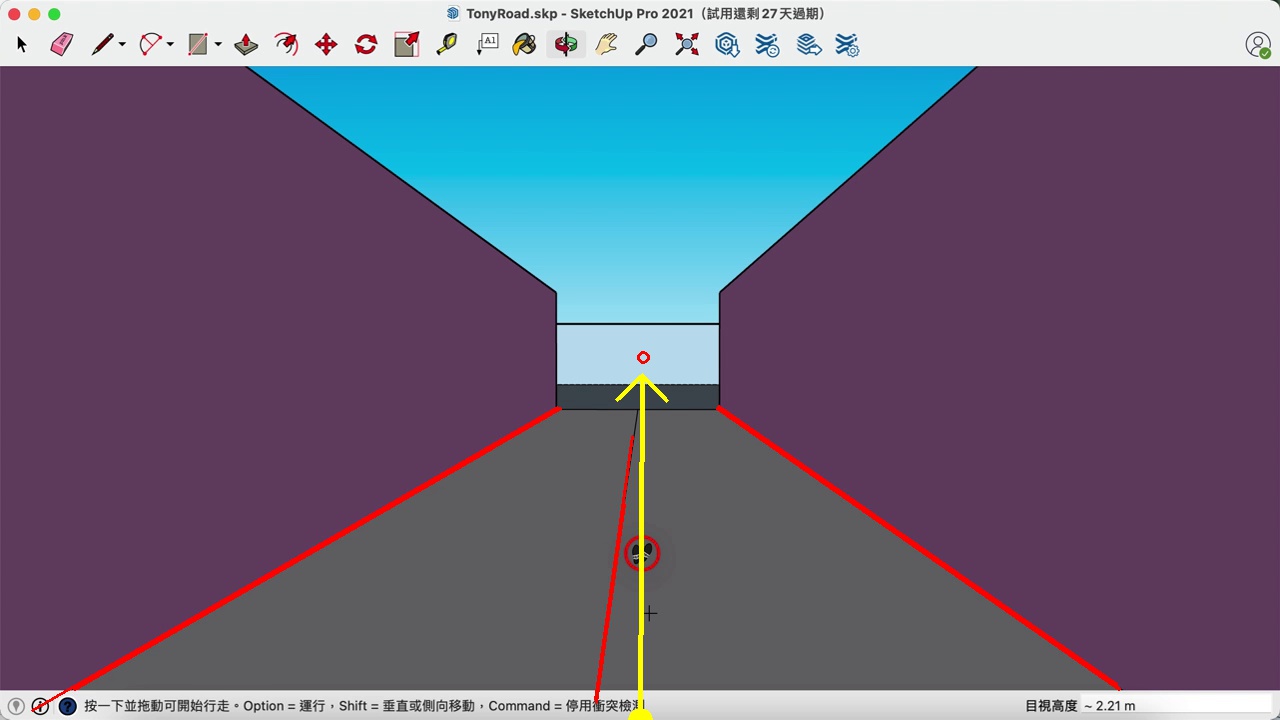 TonyRoad.skp - SketchUp Pro 2021（試用還剩 27 天過期）
A1
按一下並拖動可開始行走。Option = 運行，Shift = 垂直或側向移動，Command = 停用衝突檢測
目視高度 ~ 2.21 m